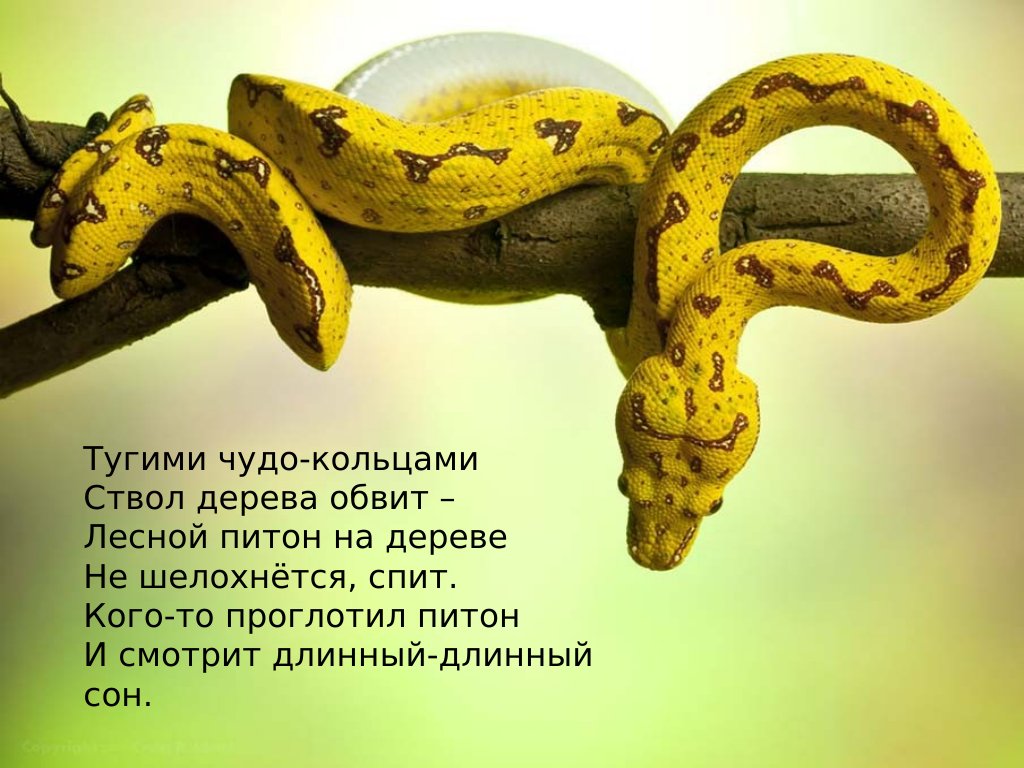 Тугими чудо-кольцами
Ствол дерева обвит –
Лесной питон на дереве
Не шелохнётся, спит.
Кого-то проглотил питон
И смотрит длинный-длинный
сон.